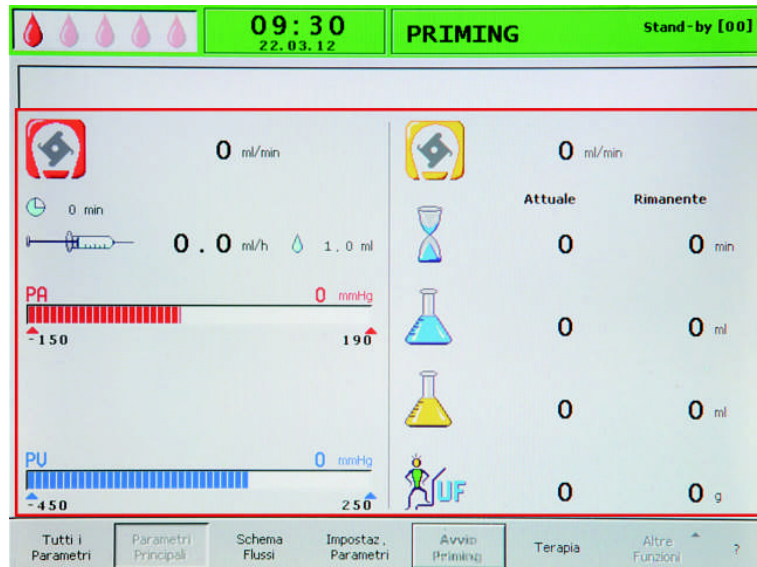 09:30
22.03.12
PRIMING
Stand-by [00]
0 ml/min
0 ml/min
0 min
Attuale Rimanente
0.0 ml/h 1.0 ml
0 0 min
PA 0 mmHg
-150 190
0 0 ml
0 0 ml
PV 0 mmHg
-450 250
UF 0 0 g
Tutti i Parametri
Parametri Principali
Schema Flussi
Impostaz. Parametri
Avvio Priming
Terapia
Altre Funzioni
?